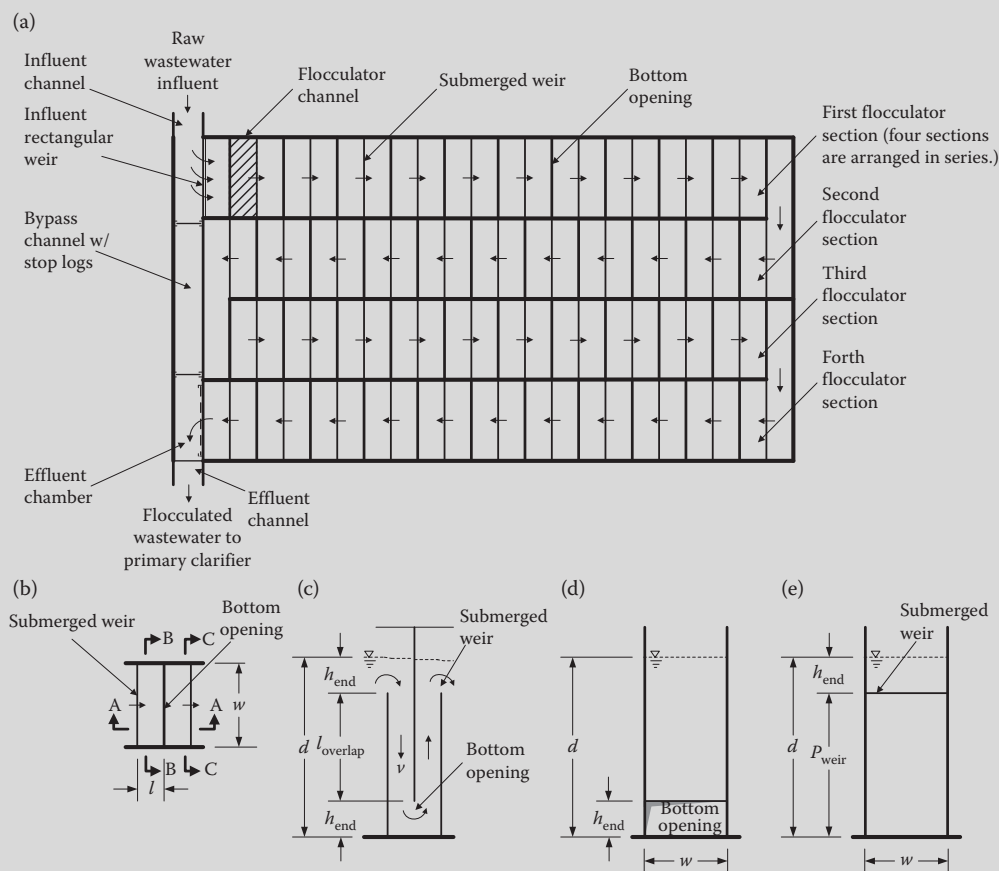 (a)
Raw
wastewater
influent
Influent
channel
Flocculator
channel
Submerged weir
Bottom
opening
Influent
rectangular
weir
First flocculator
section (four sections
are arranged in series.)
Bypass
channel w/
stop logs
Second
flocculator
section
Third
flocculator
section
Forth
flocculator
section
Effluent
chamber
Effluent
channel
Flocculated
wastewater to
primary clarifier
(b)
Submerged weir
Bottom
opening
B
C
A
A
w
B
C
l
(c)
Submerged
weir
h_end
d
l_overlap
v
Bottom
opening
h_end
(d)
d
h_end
Bottom
opening
w
(e)
Submerged
weir
h_end
d
P_weir
w